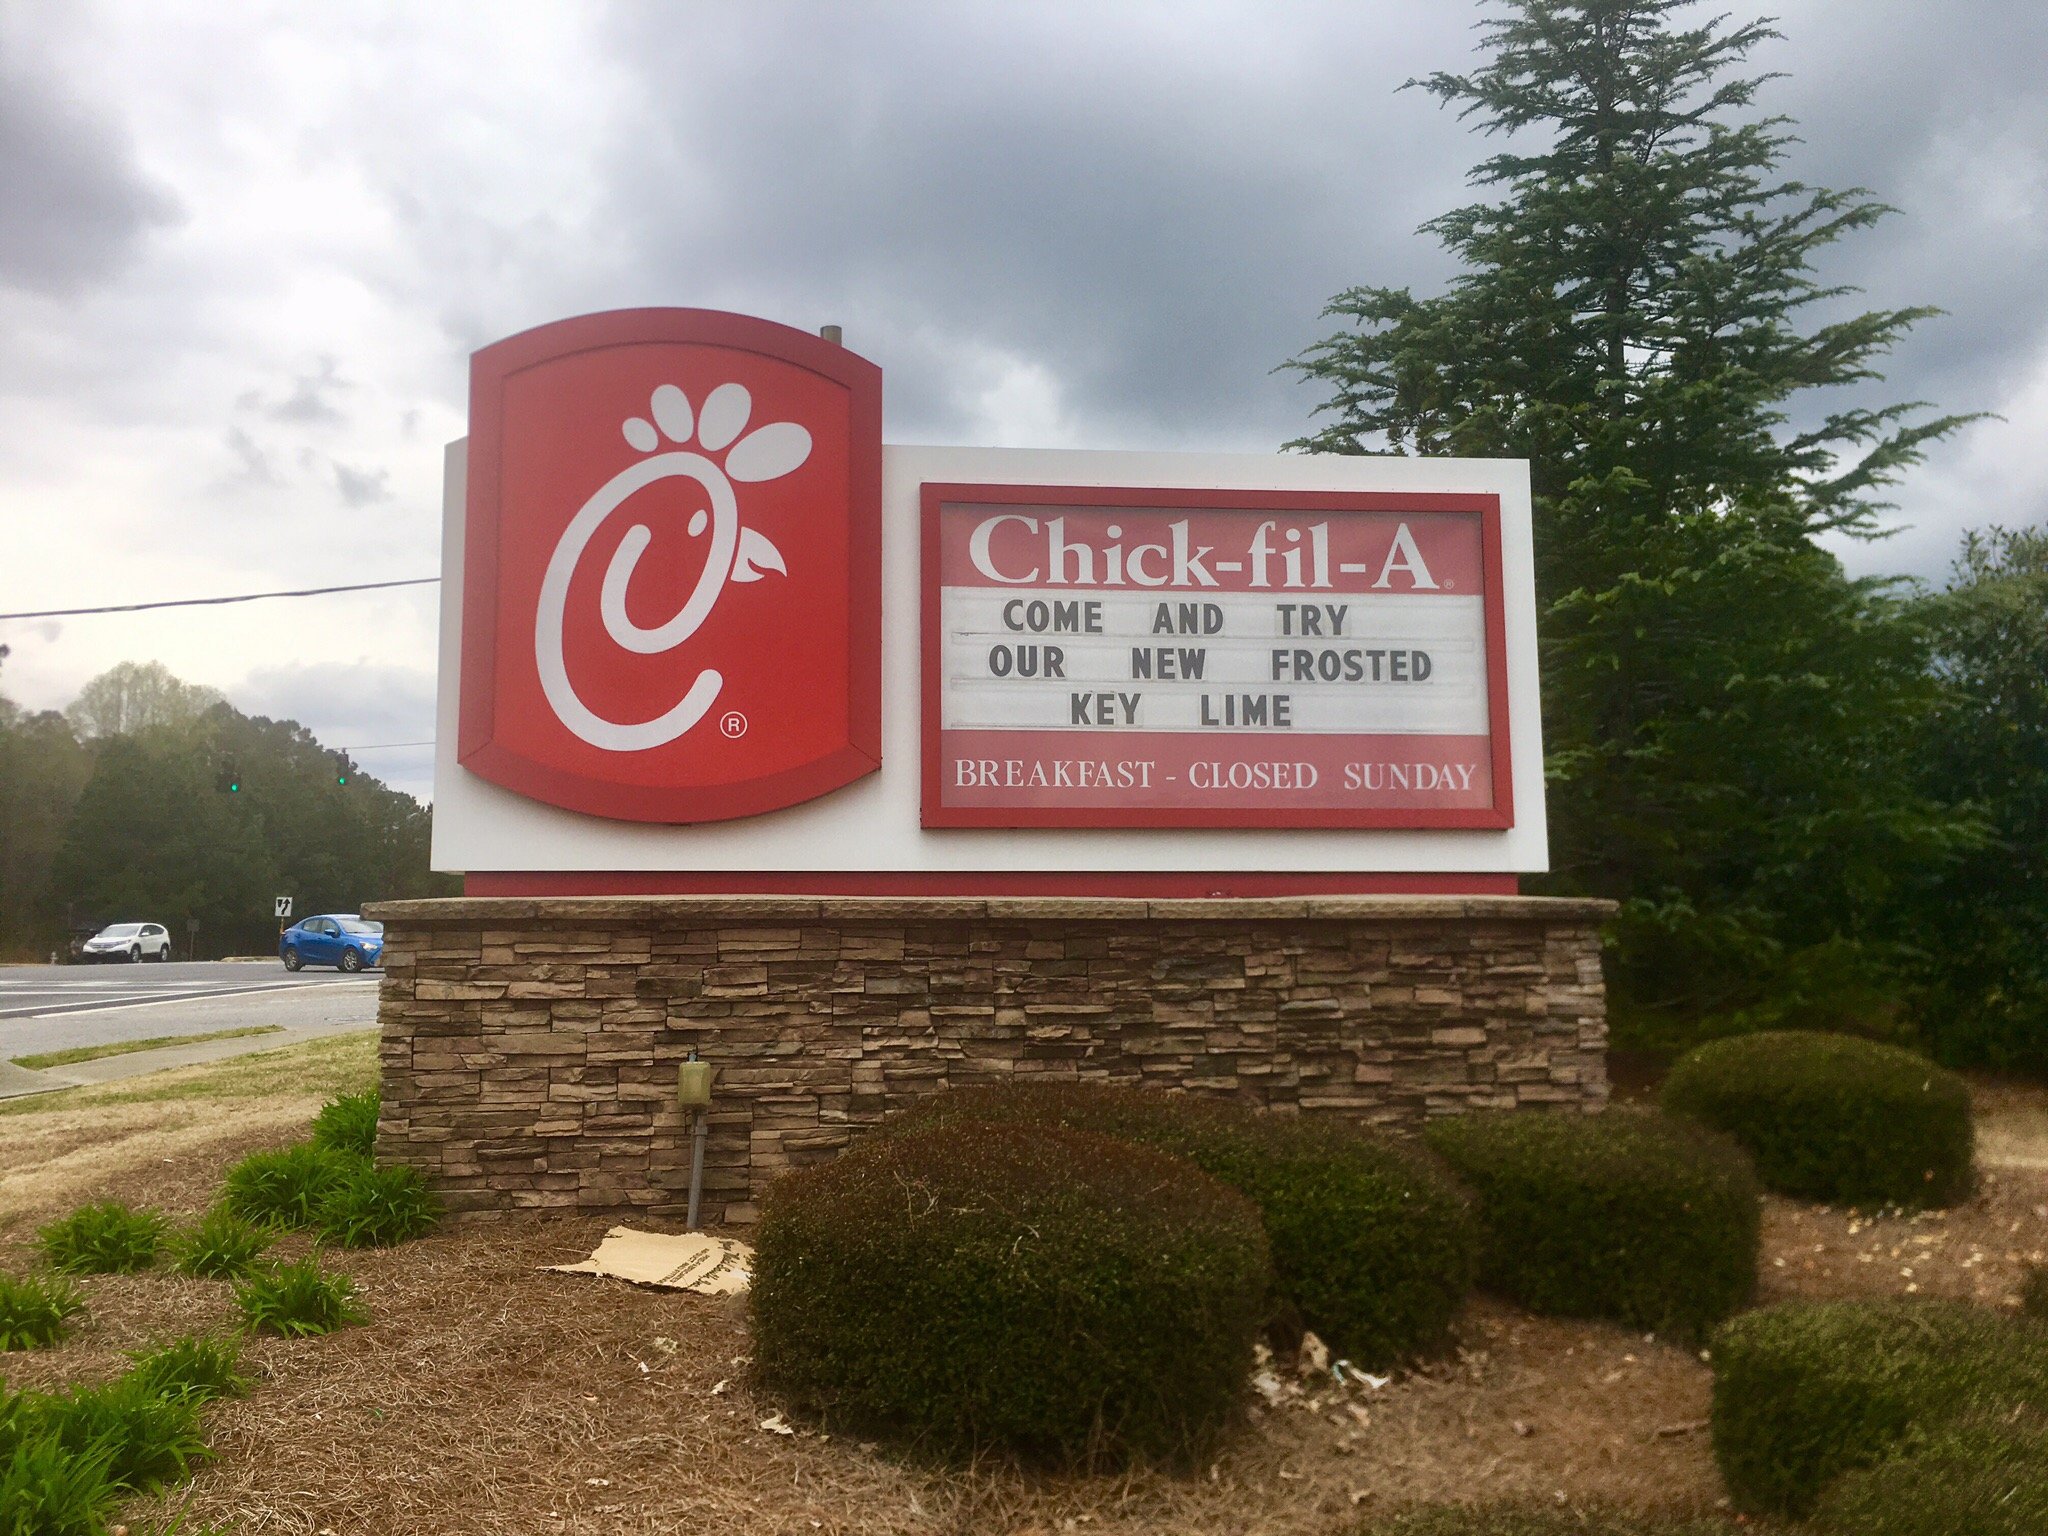 Chick-fil-A®
COME AND TRY
OUR NEW FROSTED
KEY LIME
BREAKFAST - CLOSED SUNDAY
®